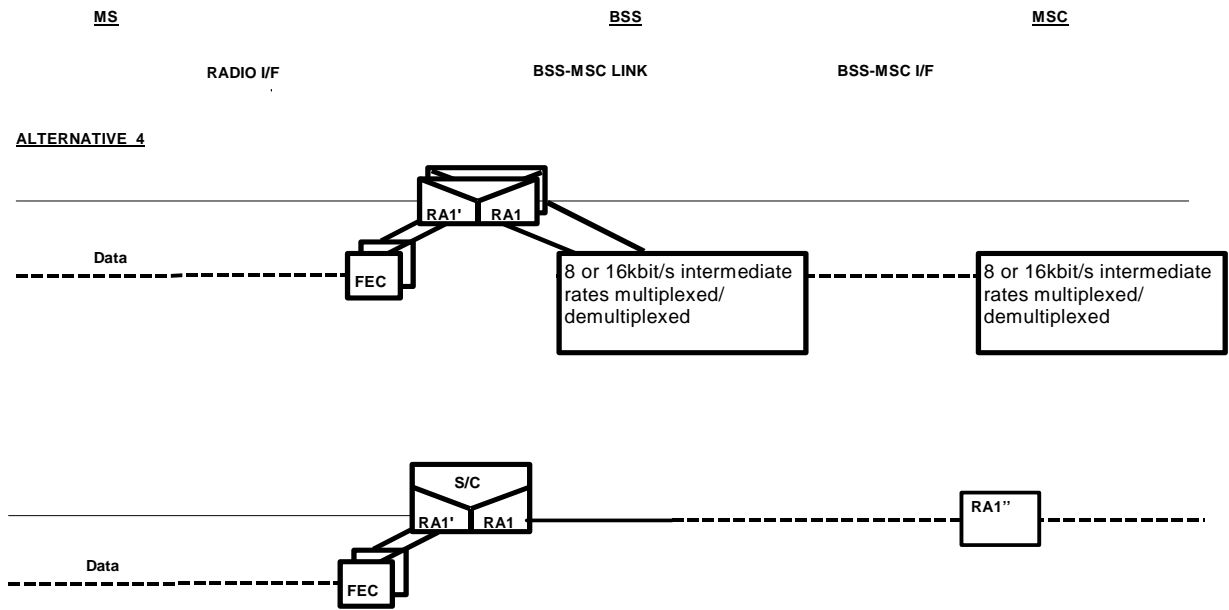 MS BSS MSC
RADIO I/F BSS-MSC LINK BSS-MSC I/F
ALTERNATIVE 4
RA1' RA1
Data
FEC
8 or 16kbit/s intermediate
rates multiplexed/
demultiplexed
8 or 16kbit/s intermediate
rates multiplexed/
demultiplexed
S/C
RA1' RA1
RA1’’
Data
FEC